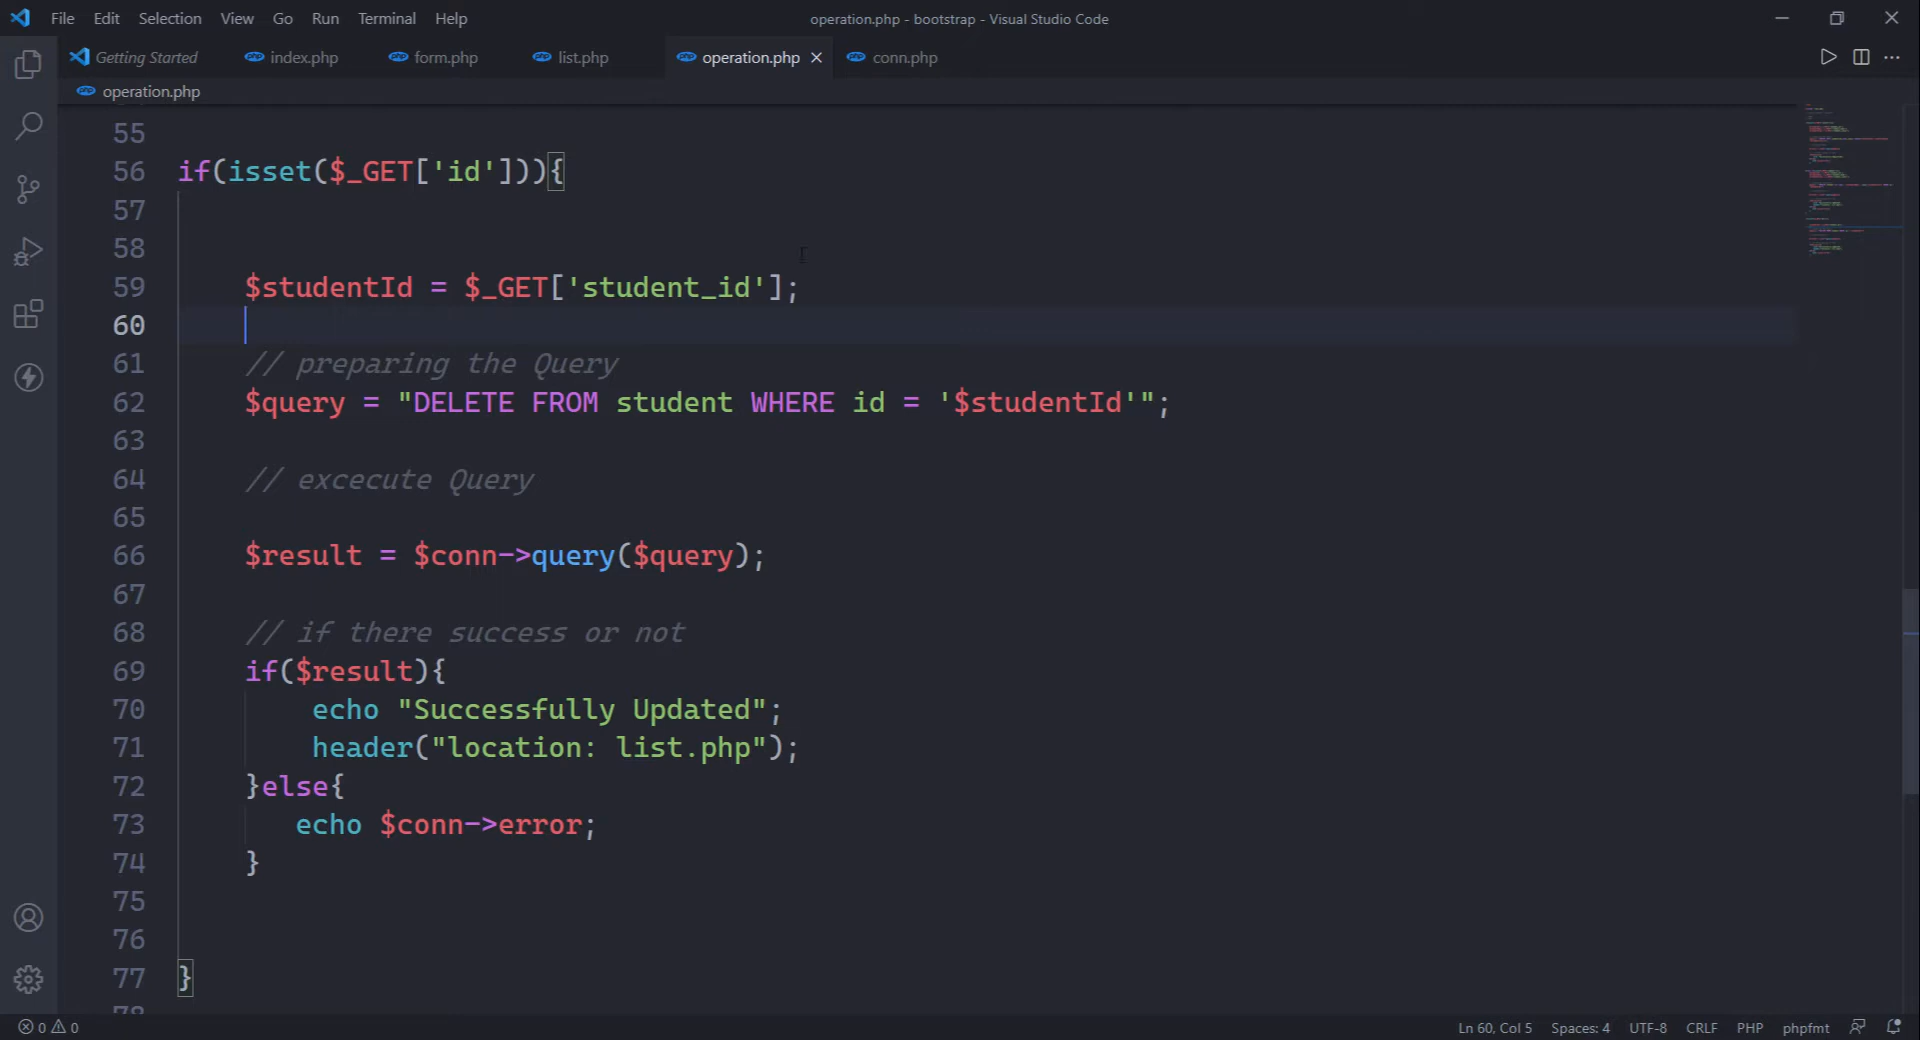 File Edit Selection View Go Run Terminal Help operation.php - bootstrap - Visual Studio Code
Getting Started index.php form.php list.php operation.php conn.php
operation.php
55
56 if(isset($_GET['id'])){
57
58
59 $studentId = $_GET['student_id'];
60
61 // preparing the Query
62 $query = "DELETE FROM student WHERE id = '$studentId'";
63
64 // excecute Query
65
66 $result = $conn->query($query);
67
68 // if there success or not
69 if($result){
70 echo "Successfully Updated";
71 header("location: list.php");
72 }else{
73 echo $conn->error;
74 }
75
76
77 }
78
0 0 Ln 60, Col 5 Spaces: 4 UTF-8 CRLF PHP phpfmt